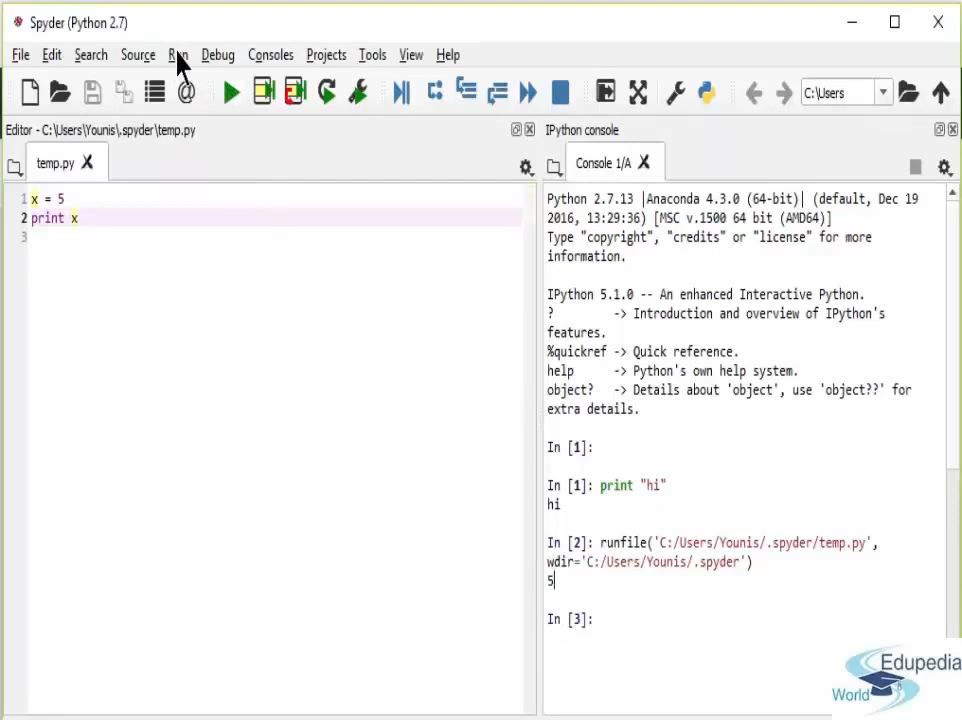 Spyder (Python 2.7)
File Edit Search Source Run Debug Consoles Projects Tools View Help
@ C:\Users
Editor - C:\Users\Younis\.spyder\temp.py
IPython console
temp.py
Console 1/A
1 x = 5
2 print x
3
Python 2.7.13 |Anaconda 4.3.0 (64-bit)| (default, Dec 19
2016, 13:29:36) [MSC v.1500 64 bit (AMD64)]
Type "copyright", "credits" or "license" for more
information.
IPython 5.1.0 -- An enhanced Interactive Python.
? -> Introduction and overview of IPython's
features.
%quickref -> Quick reference.
help -> Python's own help system.
object? -> Details about 'object', use 'object??' for
extra details.
In [1]:
In [1]: print "hi"
hi
In [2]: runfile('C:/Users/Younis/.spyder/temp.py',
wdir='C:/Users/Younis/.spyder')
5
In [3]:
Edupedia
World